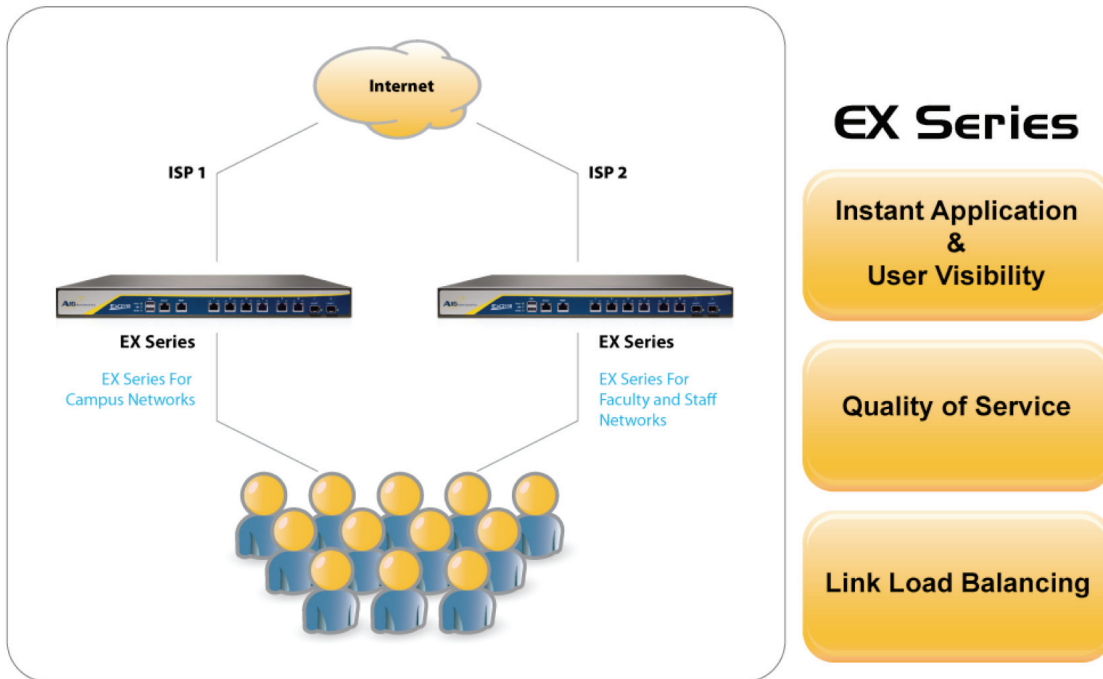 Internet
ISP 1
ISP 2
EX Series
EX Series For
Campus Networks
EX Series
EX Series For
Faculty and Staff
Networks
EX Series
Instant Application
&
User Visibility
Quality of Service
Link Load Balancing